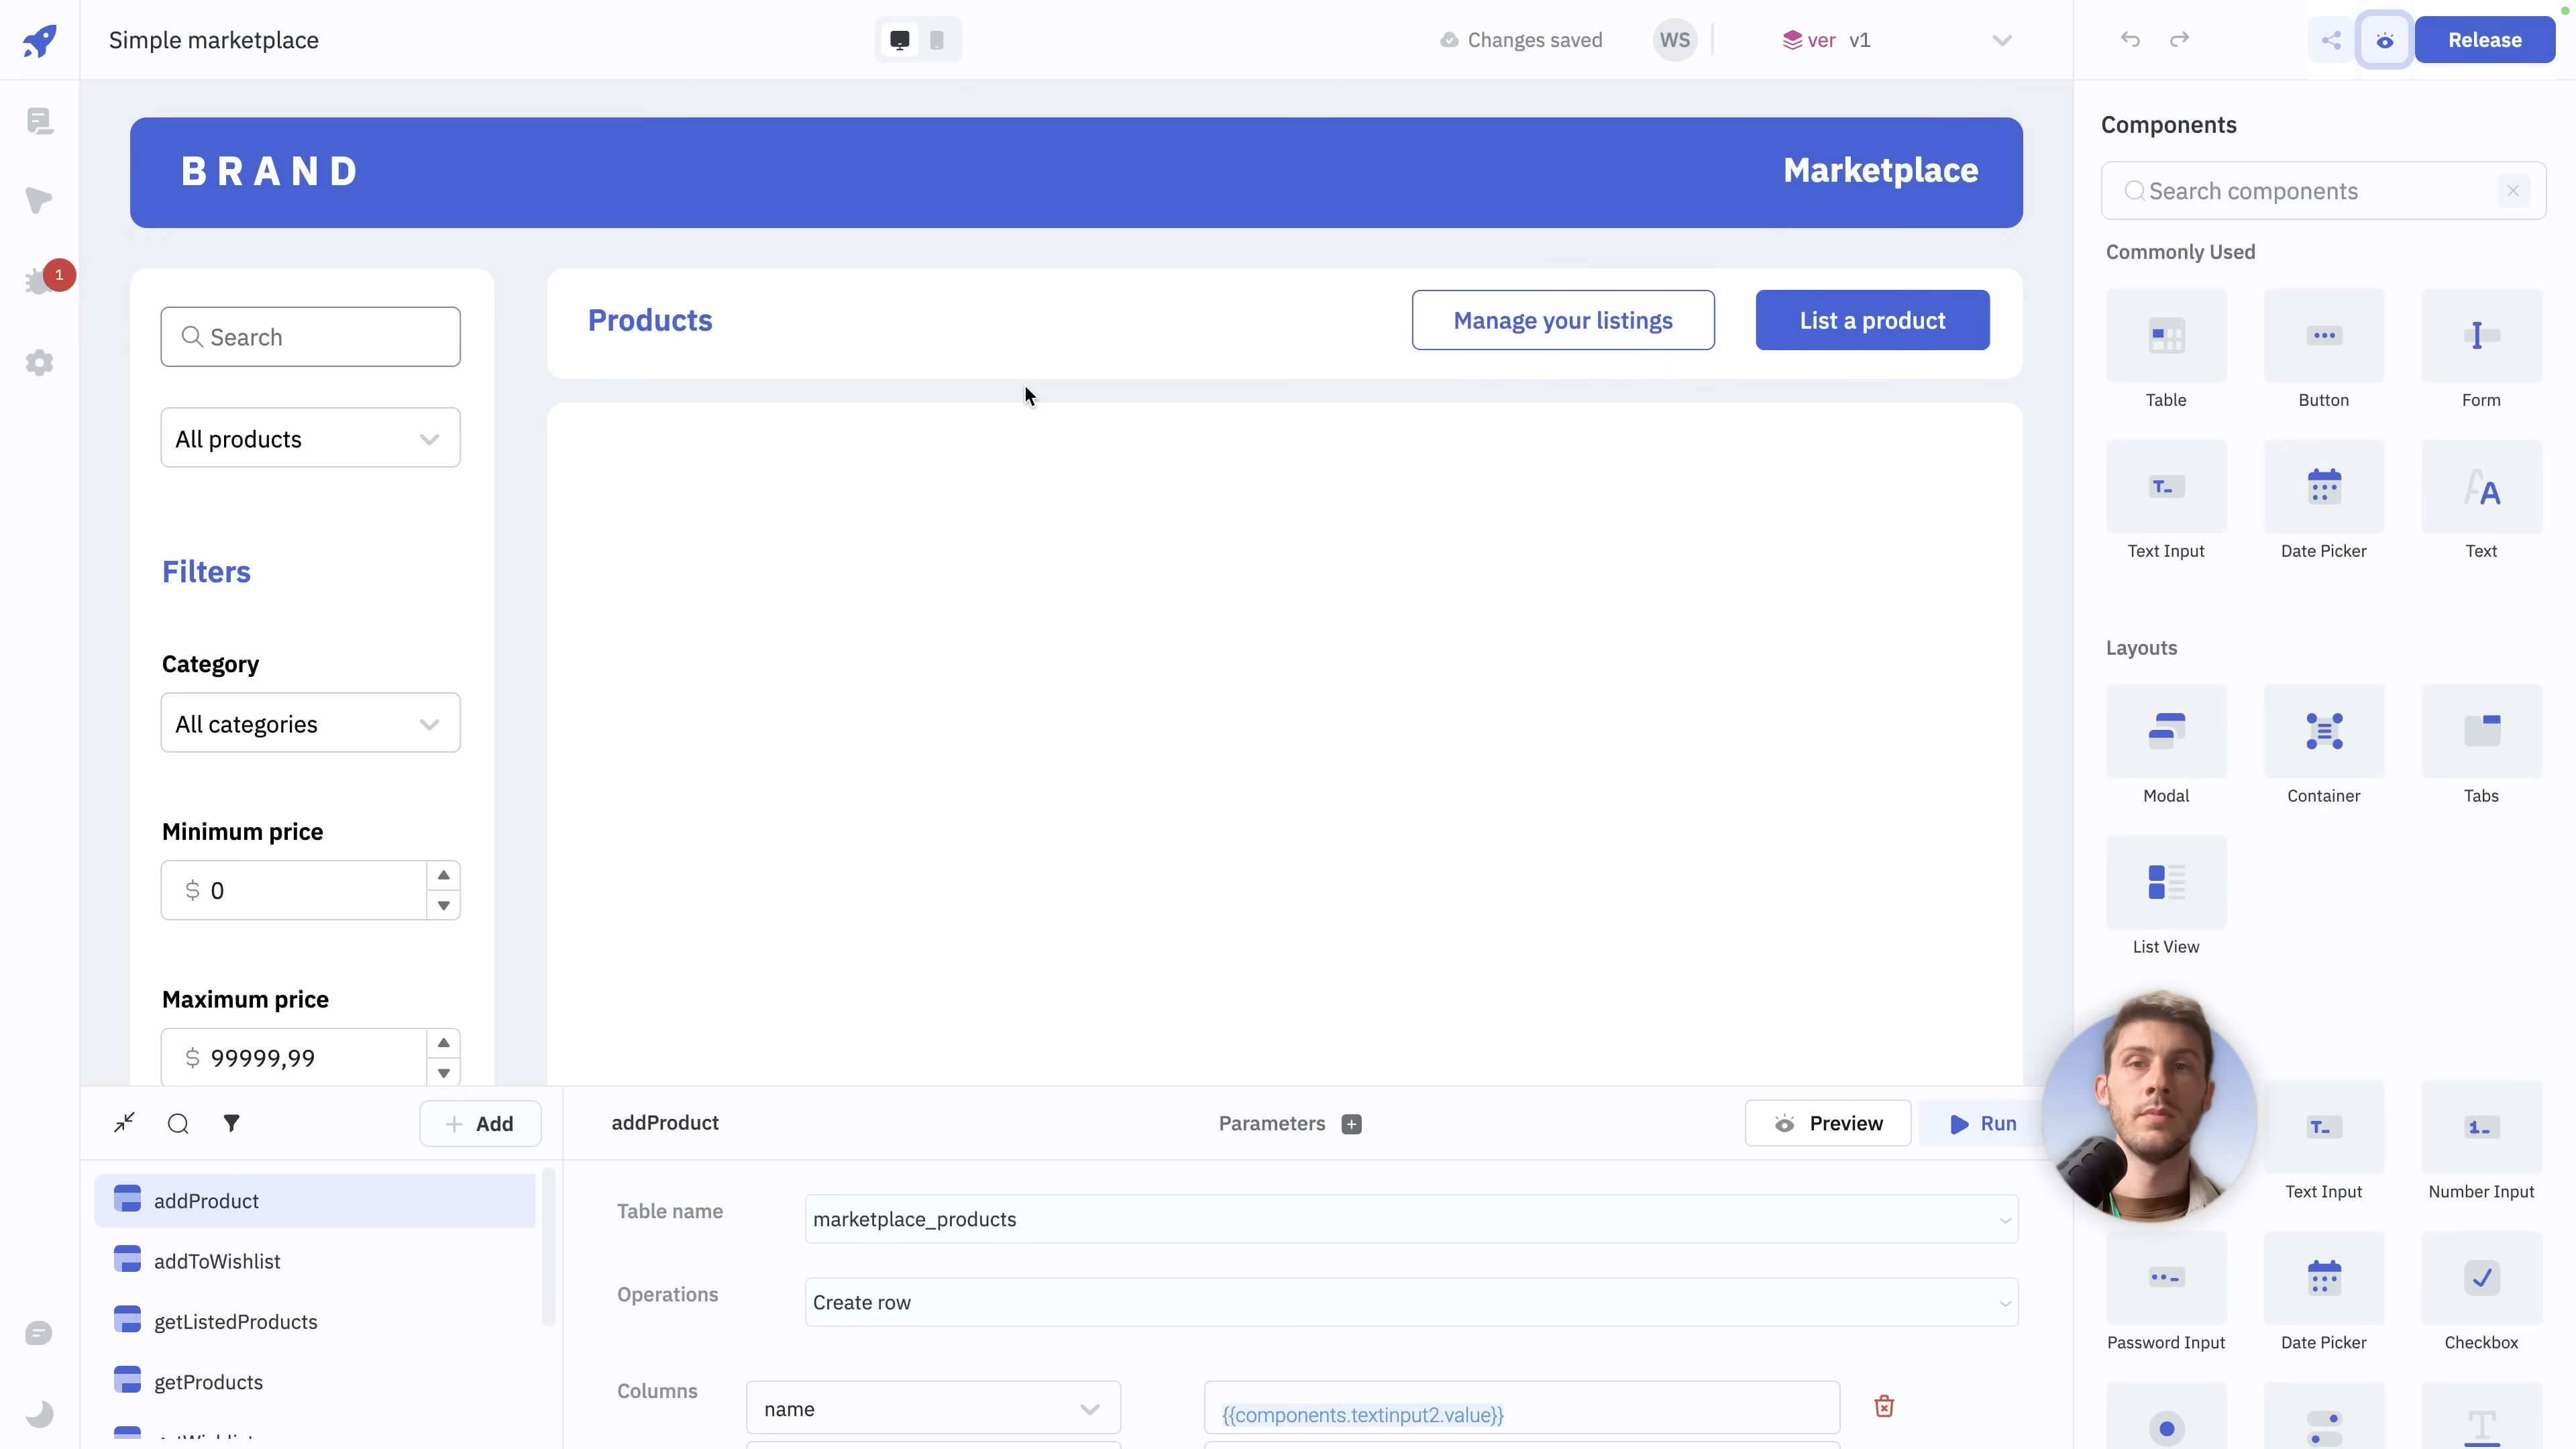 Simple marketplace
Changes saved
WS
ver v1
Release
BRAND
Marketplace
1
Search
All products
Filters
Category
All categories
Minimum price
$ 0
Maximum price
$ 99999,99
Products
Manage your listings
List a product
Components
Search components
Commonly Used
Table
Button
Form
Text Input
Date Picker
Text
Layouts
Modal
Container
Tabs
List View
Text Input
Number Input
Password Input
Date Picker
Checkbox
Add
addProduct
addToWishlist
getListedProducts
getProducts
addProduct
Parameters
Preview
Run
Table name
marketplace_products
Operations
Create row
Columns
name
{{components.textinput2.value}}